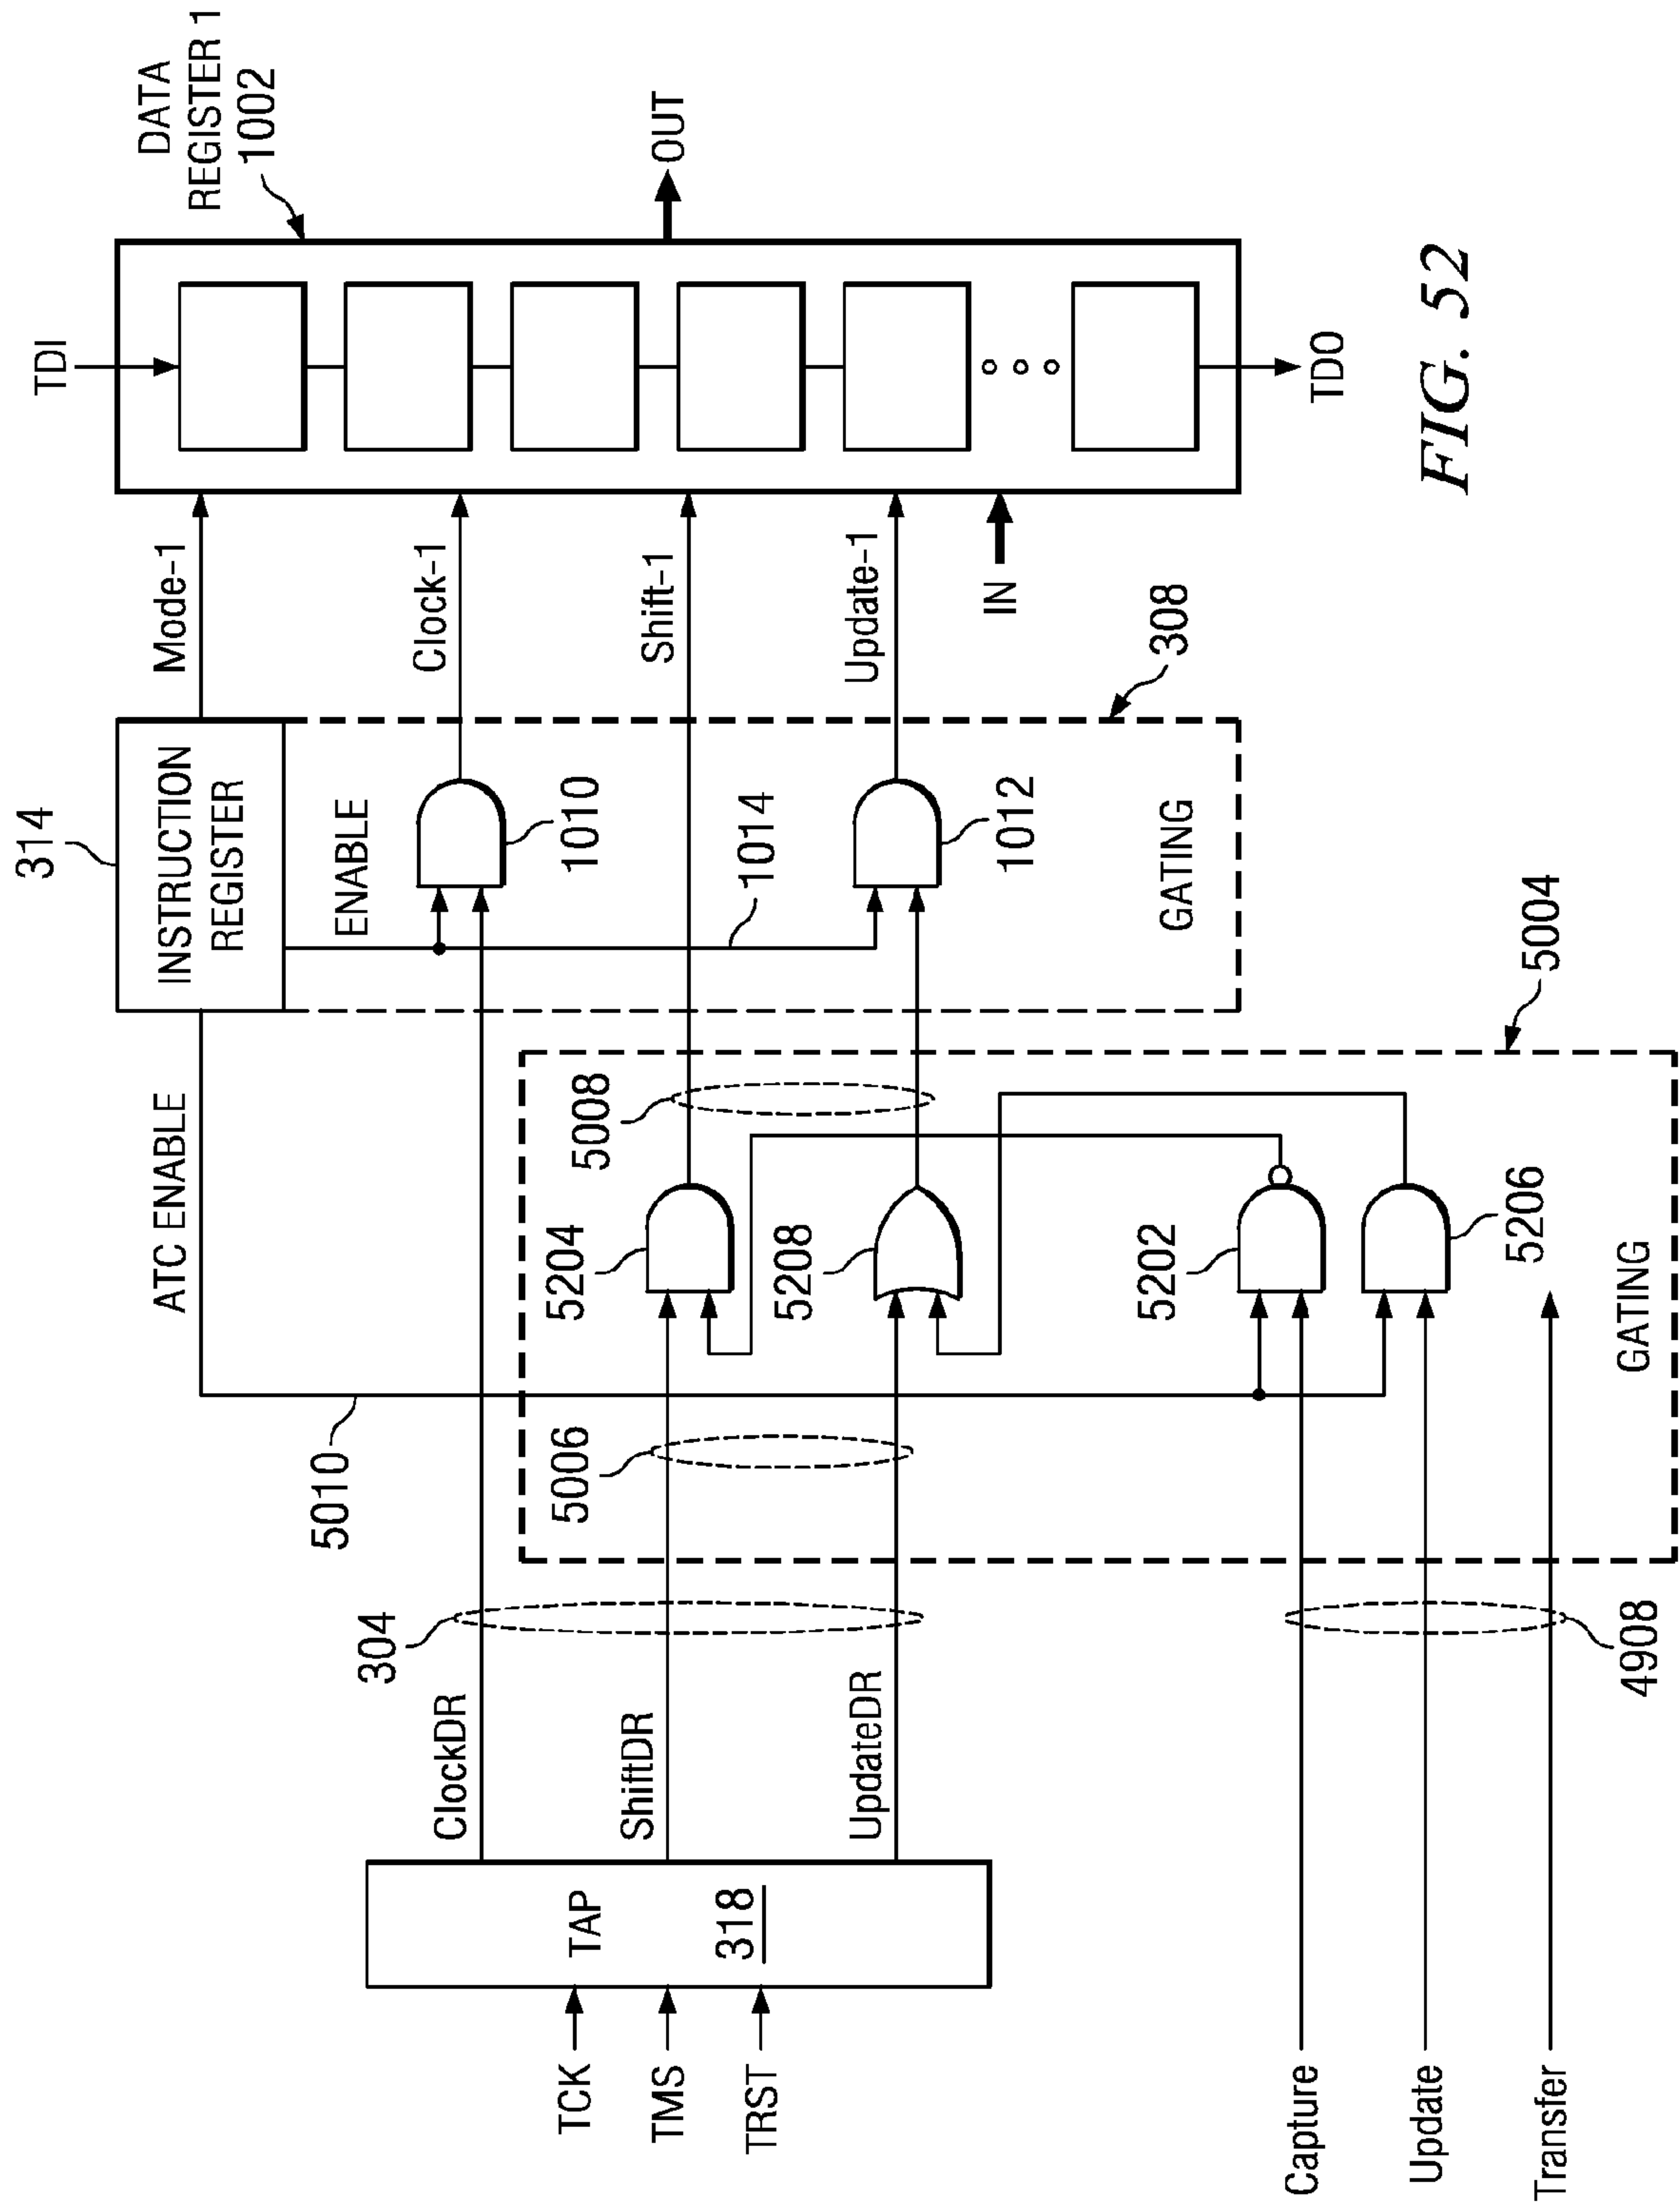 DATA
REGISTER 1
1002
TDI
OUT
TDO
Mode-1
Clock-1
Shift-1
Update-1
IN
308
314
INSTRUCTION
REGISTER
ENABLE
1010
1014
1012
GATING
5004
ATC ENABLE
5008
5204
5208
5202
5206
GATING
5010
5006
304
4908
ClockDR
ShiftDR
UpdateDR
TAP
318
TCK
TMS
TRST
Capture
Update
Transfer
FIG. 52